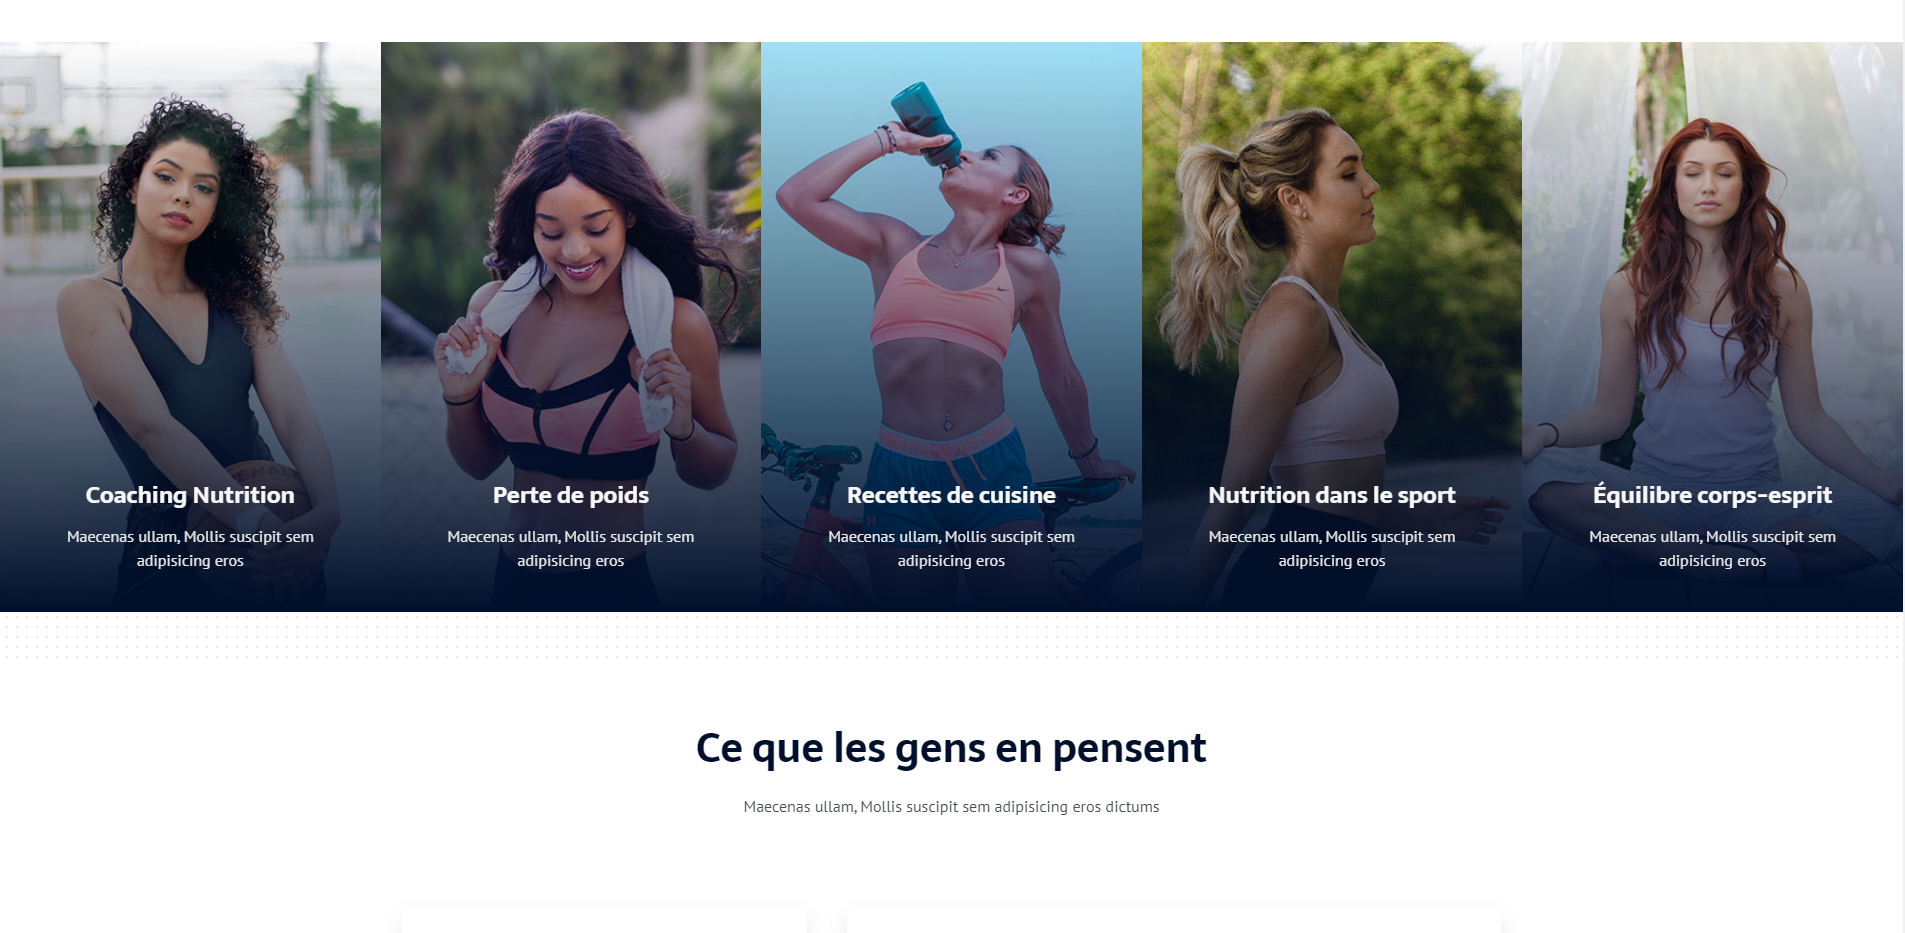 Coaching Nutrition
Maecenas ullam, Mollis suscipit sem
adipisicing eros
Perte de poids
Maecenas ullam, Mollis suscipit sem
adipisicing eros
Recettes de cuisine
Maecenas ullam, Mollis suscipit sem
adipisicing eros
Nutrition dans le sport
Maecenas ullam, Mollis suscipit sem
adipisicing eros
Équilibre corps-esprit
Maecenas ullam, Mollis suscipit sem
adipisicing eros
Ce que les gens en pensent
Maecenas ullam, Mollis suscipit sem adipisicing eros dictums